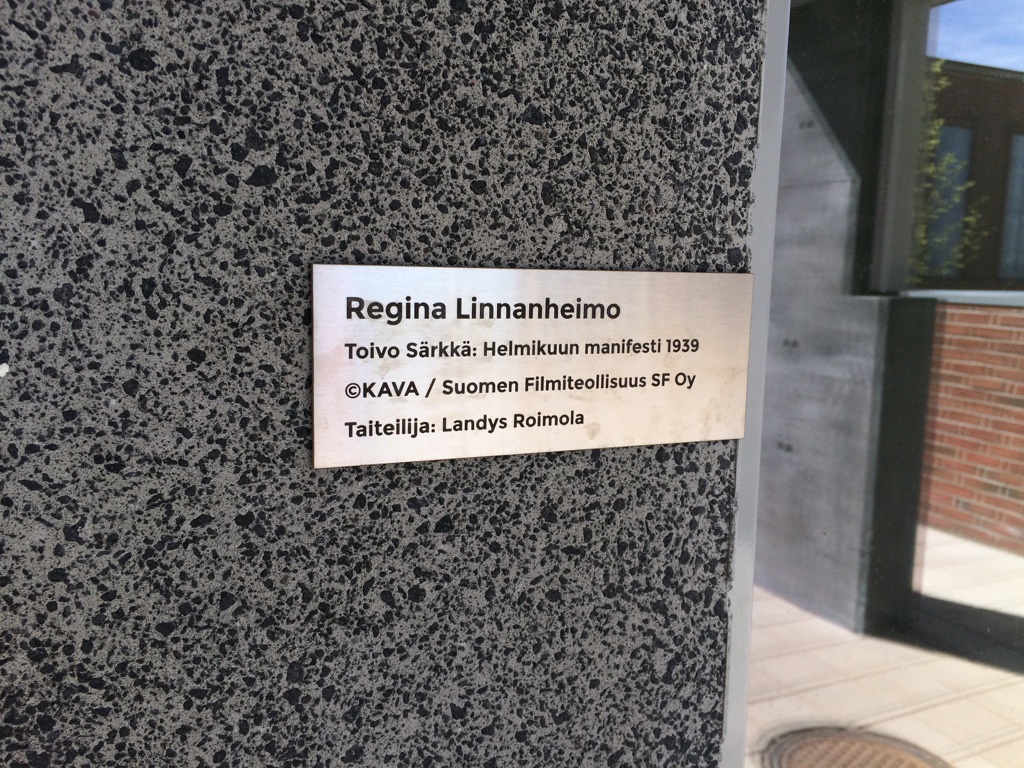 Regina Linnanheimo
Toivo Särkkä: Helmikuun manifesti 1939
©KAVA / Suomen Filmiteollisuus SF Oy
Taiteilija: Landys Roimola